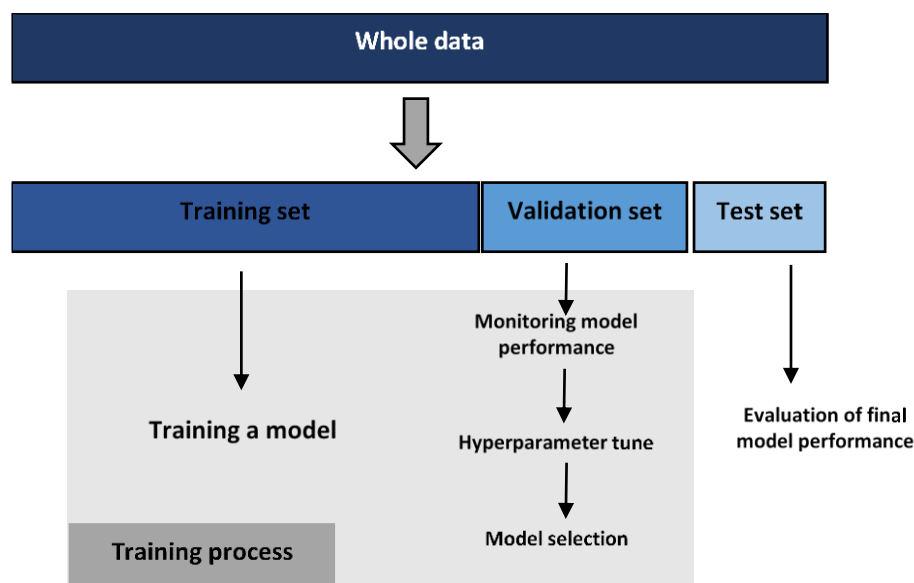 Whole data
Training set
Validation set
Test set
Monitoring model
performance
Training a model
Hyperparameter tune
Evaluation of final
model performance
Model selection
Training process